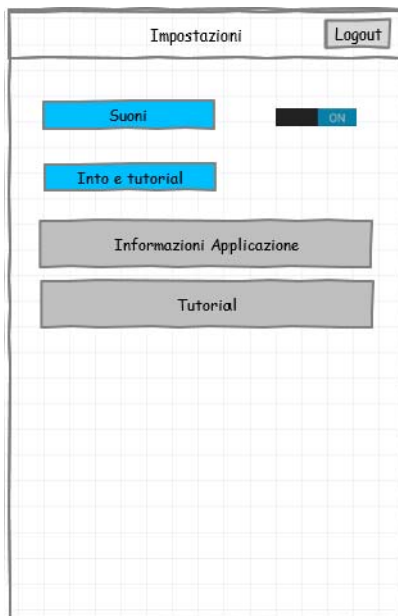 Impostazioni
Logout
Suoni
ON
Into e tutorial
Informazioni Applicazione
Tutorial